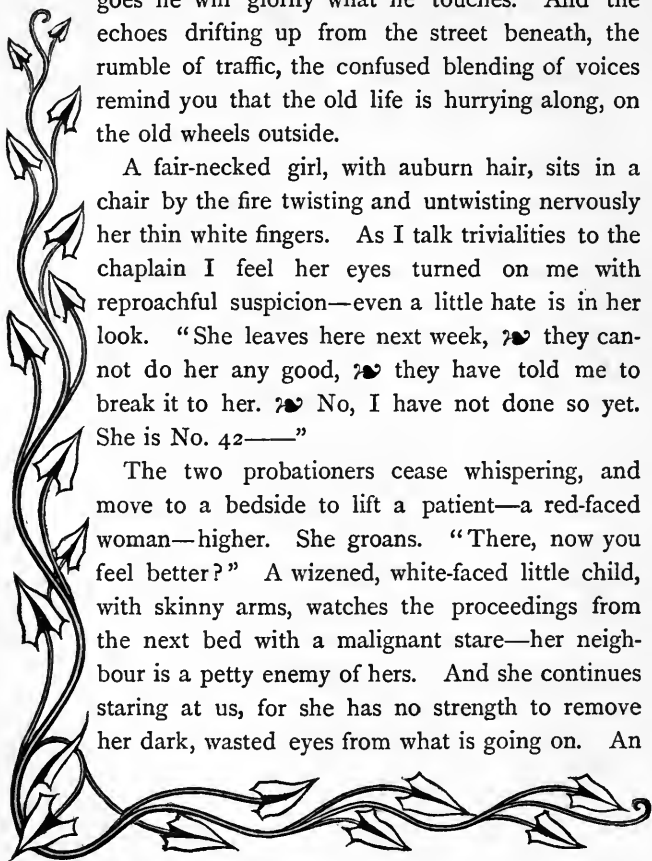 goes he will glorify what he touches. And the
echoes drifting up from the street beneath, the
rumble of traffic, the confused blending of voices
remind you that the old life is hurrying along, on
the old wheels outside.
A fair-necked girl, with auburn hair, sits in a
chair by the fire twisting and untwisting nervously
her thin white fingers. As I talk trivialities to the
chaplain I feel her eyes turned on me with
reproachful suspicion—even a little hate is in her
look. “She leaves here next week, ❧ they can-
not do her any good, ❧ they have told me to
break it to her. ❧ No, I have not done so yet.
She is No. 42——”
The two probationers cease whispering, and
move to a bedside to lift a patient—a red-faced
woman—higher. She groans. “There, now you
feel better?” A wizened, white-faced little child,
with skinny arms, watches the proceedings from
the next bed with a malignant stare—her neigh-
bour is a petty enemy of hers. And she continues
staring at us, for she has no strength to remove
her dark, wasted eyes from what is going on. An